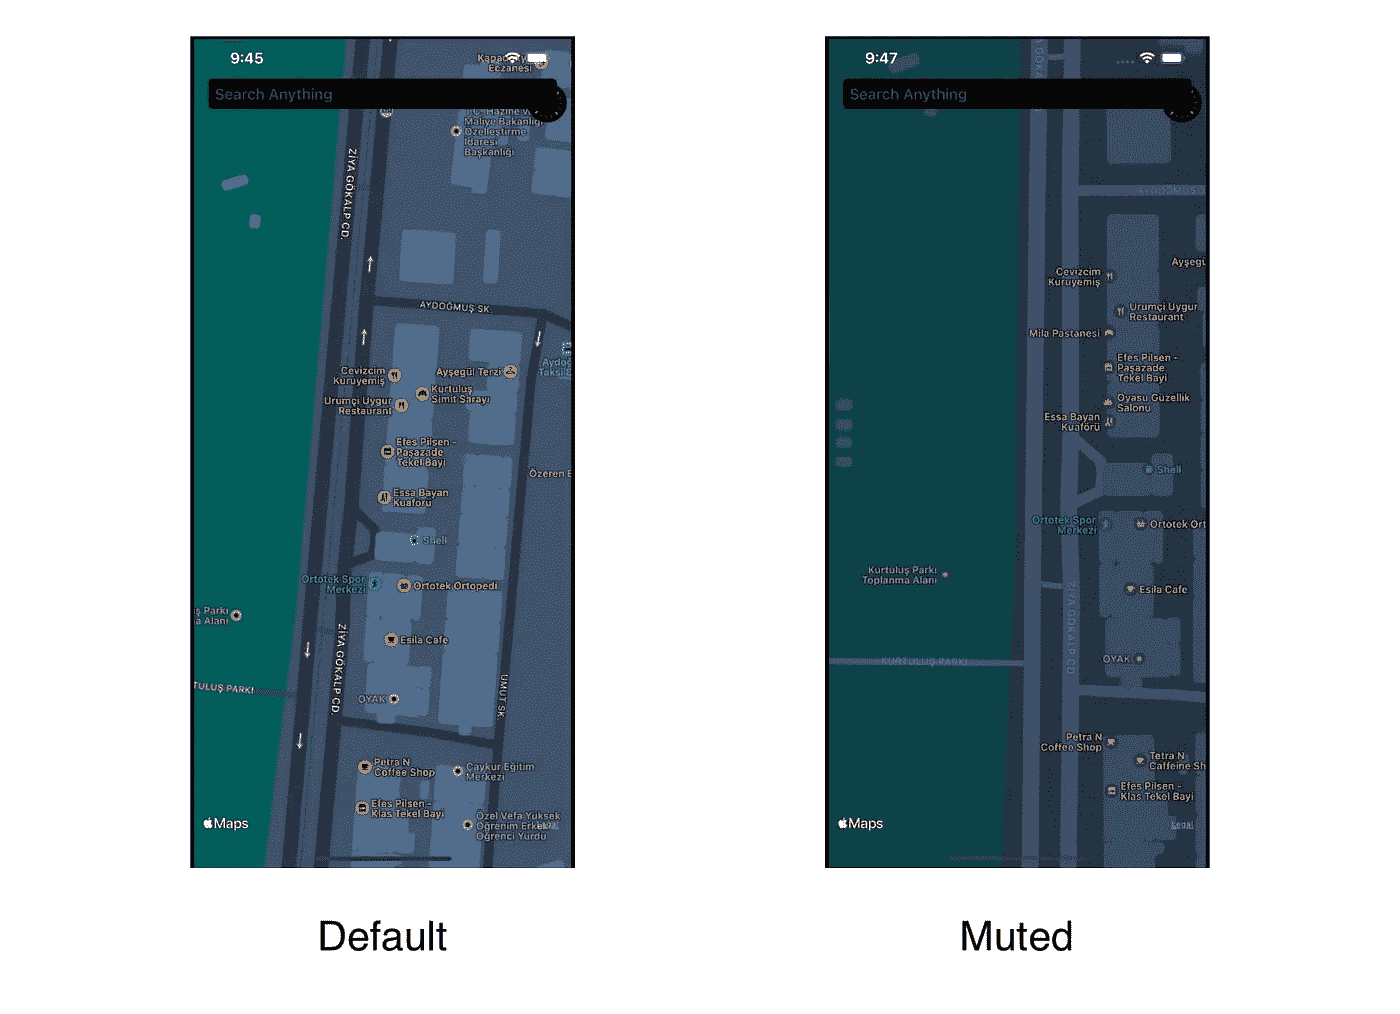 9:45
Search Anything
Eczanesi
T.C. Hazine ve
Maliye Bakanlığı
Özelleştirme
İdaresi
Başkanlığı
ZİYA GÖKALP CD.
AYDOĞMUŞ SK.
Cevizcim
Kuruyemiş
Ayşegül Terzi
Kurtuluş
Simit Sarayı
Urumçi Uygur
Restaurant
Efes Pilsen -
Paşazade
Tekel Bayi
Özeren E
Essa Bayan
Kuaförü
Shell
Ortotek Spor
Merkezi
Ortotek Ortopedi
ş Parkı
a Alanı
ZİYA GÖKALP CD.
Esila Cafe
TULUŞ PARKI
OYAK
UMUT SK.
Petra N
Coffee Shop
Çaykur Eğitim
Merkezi
Efes Pilsen -
Klas Tekel Bayi
Özel Vefa Yüksek
Öğrenim Erkek
Öğrenci Yurdu
Maps
Default
9:47
Search Anything
AYDOĞMUŞ S
Cevizcim
Kuruyemiş
Ayşegü
Urumçi Uygur
Restaurant
Mila Pastanesi
Efes Pilsen -
Paşazade
Tekel Bayi
Oyasu Güzellik
Salonu
Essa Bayan
Kuaförü
Shell
Ortotek Spor
Merkezi
Ortotek Ort
Kurtuluş Parkı
Toplanma Alanı
Esila Cafe
ZİYA GÖKALP CD.
KURTULUŞ PARKI
OYAK
Petra N
Coffee Shop
Tetra N
Caffeine Sh
Efes Pilsen -
Klas Tekel Bayi
Maps
Legal
Muted